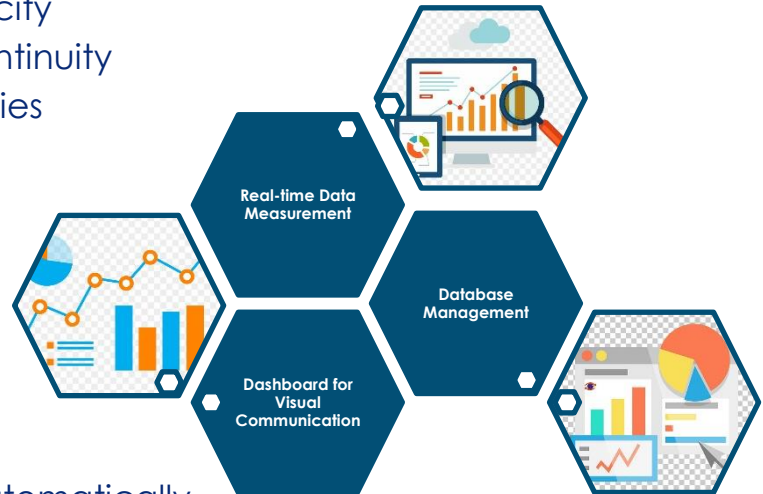 city
ntinuity
ies
Real-time Data
Measurement
Database
Management
Dashboard for
Visual
Communication
tomatically